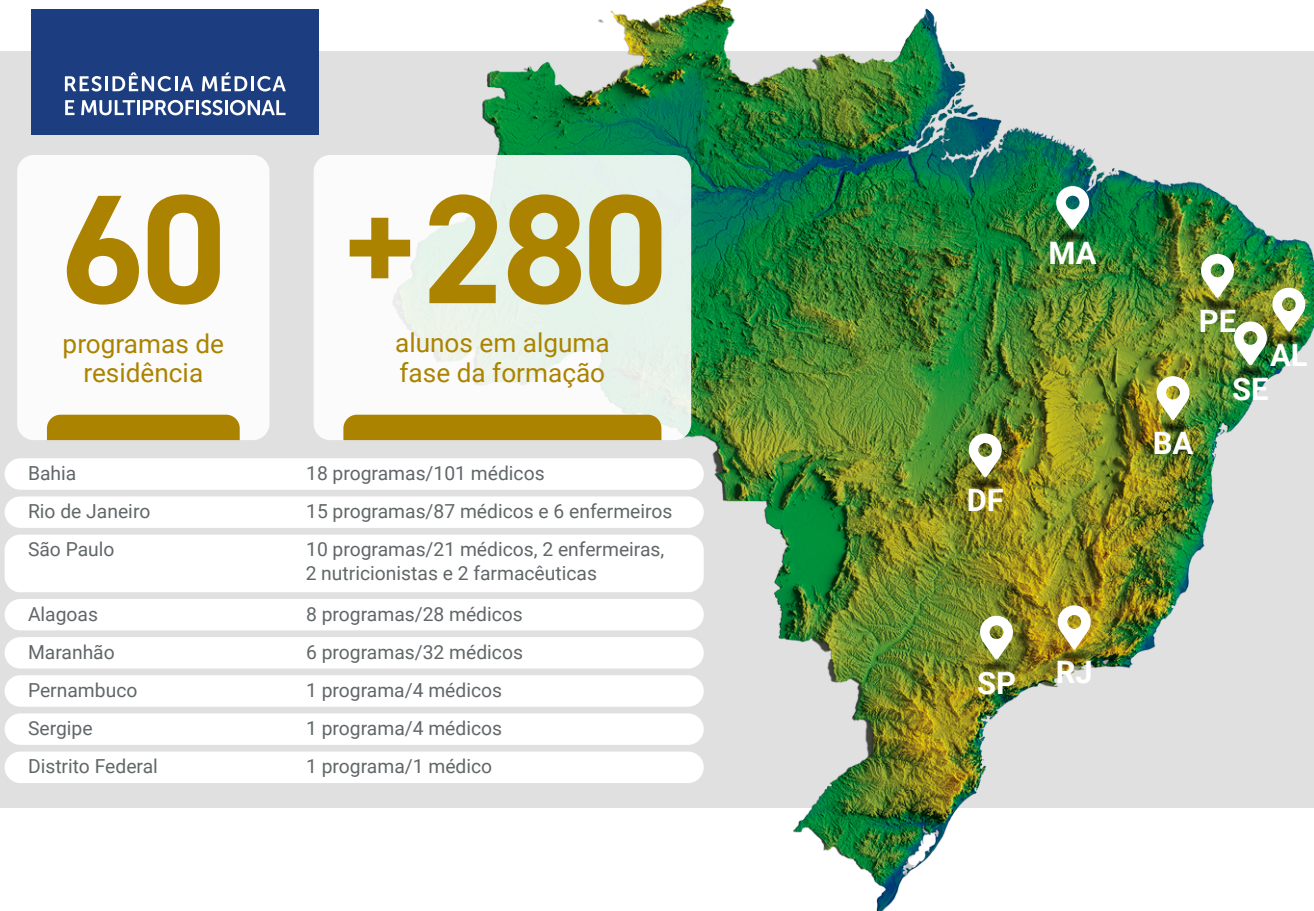 RESIDÊNCIA MÉDICA
E MULTIPROFISSIONAL
60
programas de
residência
+280
alunos em alguma
fase da formação
Bahia 18 programas/101 médicos
Rio de Janeiro 15 programas/87 médicos e 6 enfermeiros
São Paulo 10 programas/21 médicos, 2 enfermeiras,
2 nutricionistas e 2 farmacêuticas
Alagoas 8 programas/28 médicos
Maranhão 6 programas/32 médicos
Pernambuco 1 programa/4 médicos
Sergipe 1 programa/4 médicos
Distrito Federal 1 programa/1 médico
MA
PE
AL
SE
BA
DF
SP
RJ